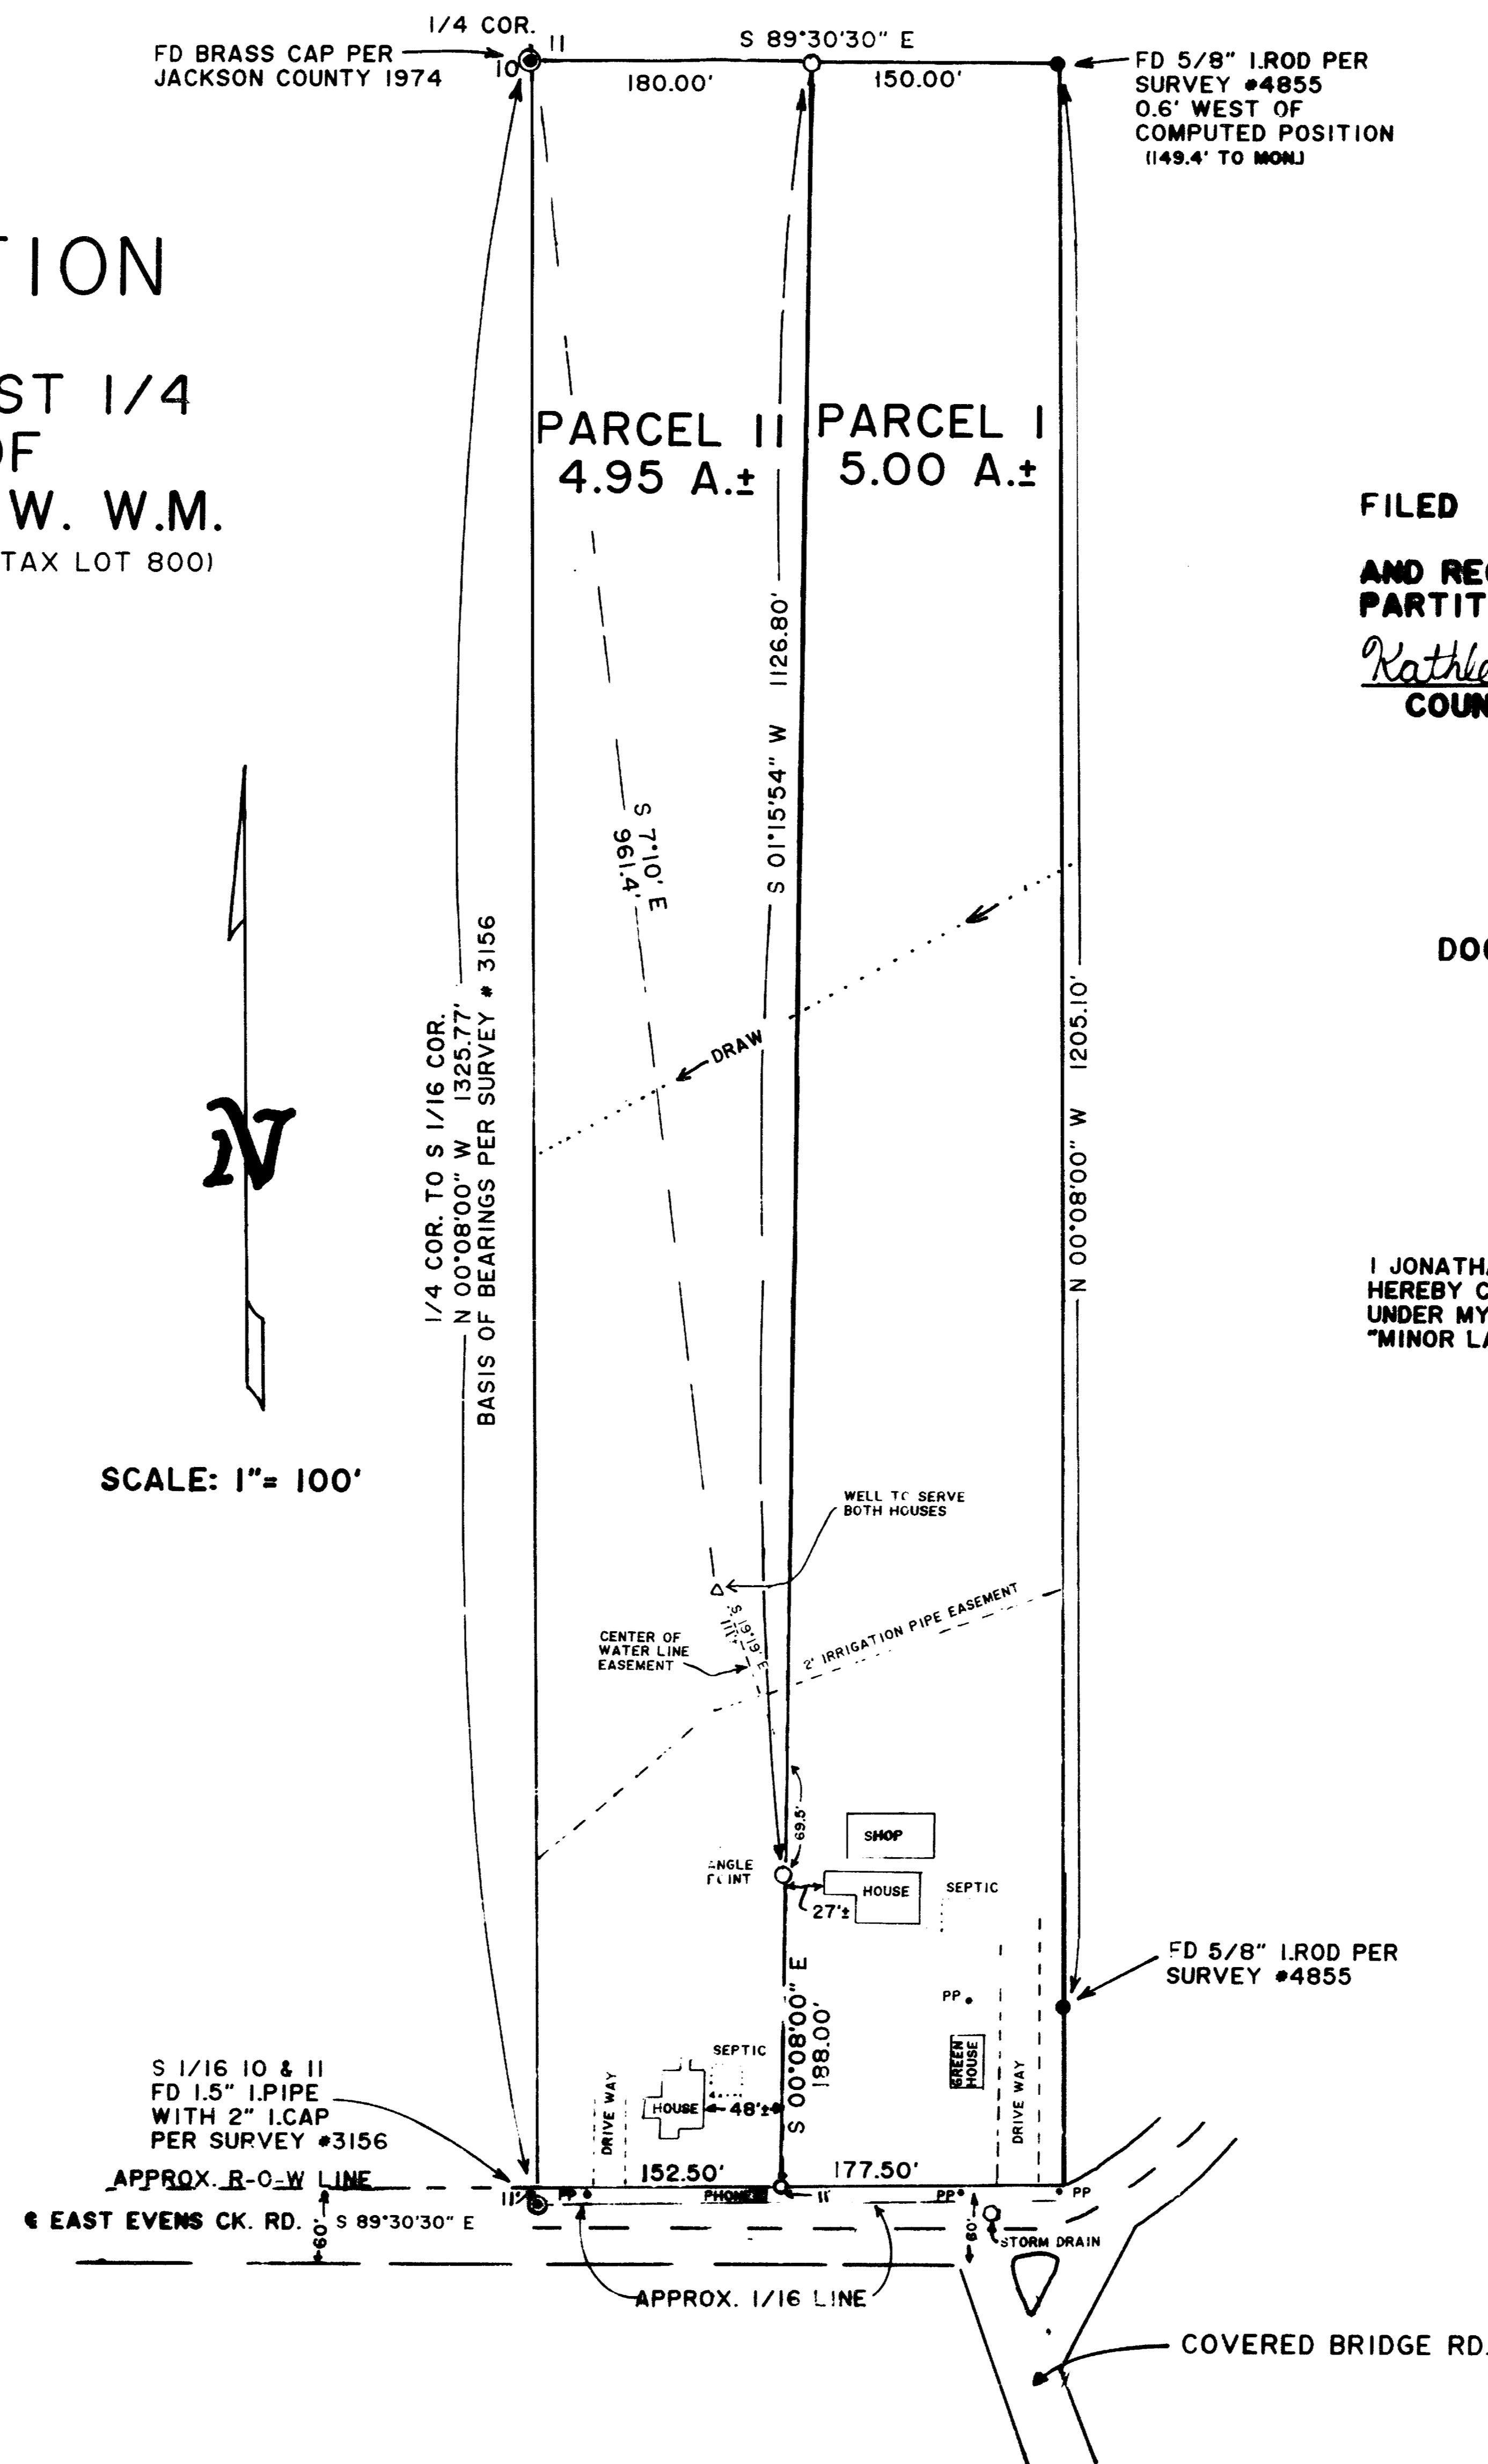 1/4 COR.
11
10
FD BRASS CAP PER
JACKSON COUNTY 1974
S 89°30'30" E
180.00'
150.00'
FD 5/8" I.ROD PER
SURVEY #4855
0.6' WEST OF
COMPUTED POSITION
(149.4' TO MON.)
TION
ST 1/4
OF
W. W.M.
TAX LOT 800)
PARCEL II
4.95 A.±
PARCEL I
5.00 A.±
FILED
AND REC
PARTIT
Kathle
COUN
DOC
I JONATHA
HEREBY C
UNDER MY
"MINOR LA
S 01°15'54" W 1126.80'
S 7°10' E
961.4'
1/4 COR. TO S 1/16 COR.
N 00°08'00" W 1325.77'
BASIS OF BEARINGS PER SURVEY # 3156
N 00°08'00" W 1205.10'
DRAW
N
SCALE: 1"= 100'
WELL TO SERVE
BOTH HOUSES
S 19°19' E
CENTER OF
WATER LINE
EASEMENT
2' IRRIGATION PIPE EASEMENT
69.5'
SHOP
ANGLE
POINT
HOUSE
SEPTIC
27'±
FD 5/8" I.ROD PER
SURVEY #4855
PP
S 00°08'00" E
188.00'
GREEN
HOUSE
SEPTIC
HOUSE
48'±
DRIVE WAY
DRIVE WAY
S 1/16 10 & 11
FD 1.5" I.PIPE
WITH 2" I.CAP
PER SURVEY #3156
152.50'
177.50'
APPROX. R-O-W LINE
11'
PP
PHONE
11'
PP
PP
℄ EAST EVENS CK. RD.
60'
S 89°30'30" E
60'
STORM DRAIN
APPROX. 1/16 LINE
COVERED BRIDGE RD.